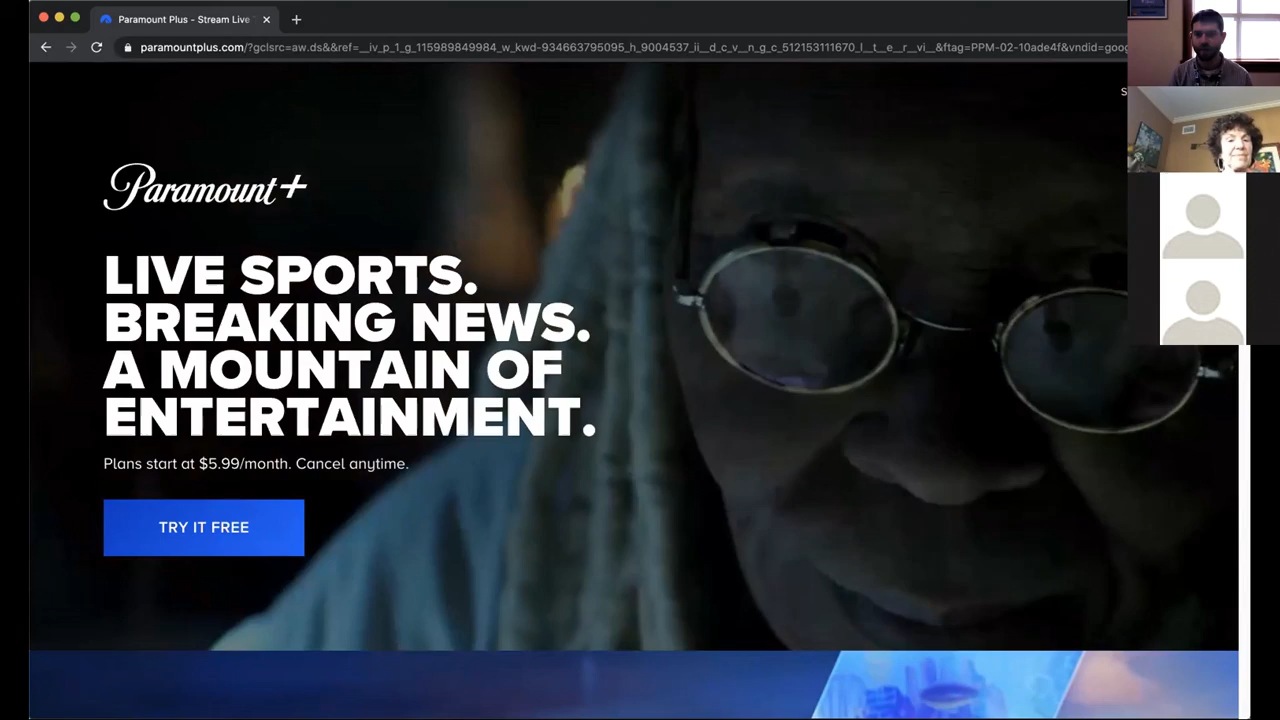 Paramount Plus - Stream Live
paramountplus.com/?gclsrc=aw.ds&&ref=__iv_p_1_g_115989849984_w_kwd-934663795095_h_9004537_ii__d_c_v__n_g_c_512153111670_l__t__e__r__vi__&ftag=PPM-02-10ade4f&vndid=goog
S
Paramount+
LIVE SPORTS.
BREAKING NEWS.
A MOUNTAIN OF
ENTERTAINMENT.
Plans start at $5.99/month. Cancel anytime.
TRY IT FREE